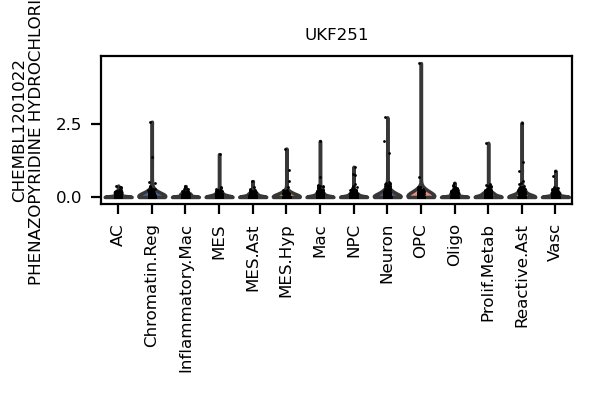 UKF251
CHEMBL1201022
PHENAZOPYRIDINE HYDROCHLORI
2.5
0.0
AC
Chromatin.Reg
Inflammatory.Mac
MES
MES.Ast
MES.Hyp
Mac
NPC
Neuron
OPC
Oligo
Prolif.Metab
Reactive.Ast
Vasc